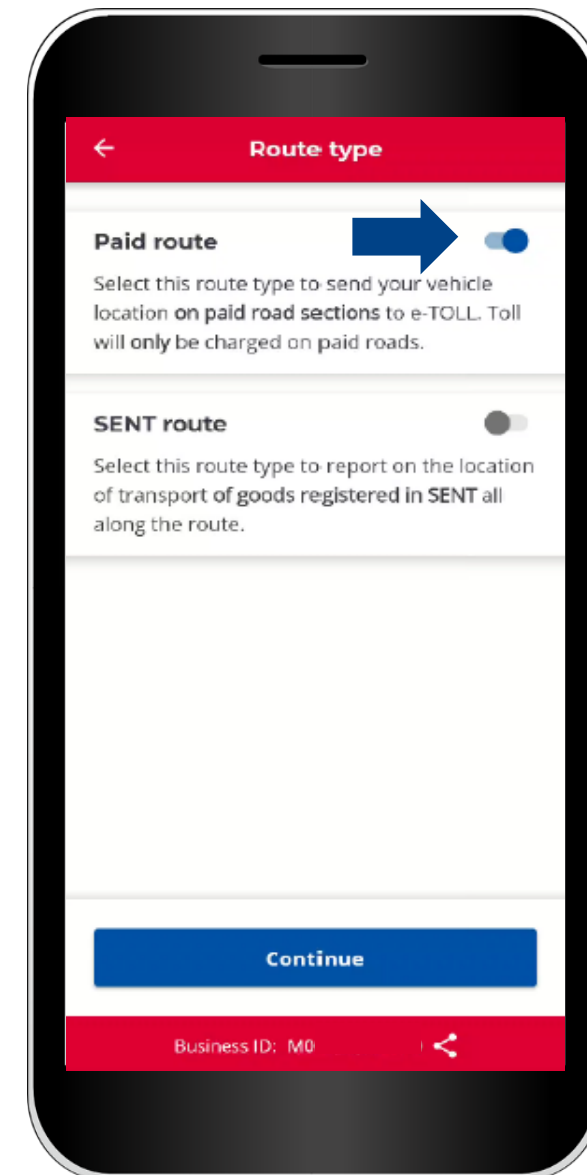 Route type
Paid route
Select this route type to send your vehicle
location on paid road sections to e-TOLL. Toll
will only be charged on paid roads.
SENT route
Select this route type to report on the location
of transport of goods registered in SENT all
along the route.
Continue
Business ID: M0